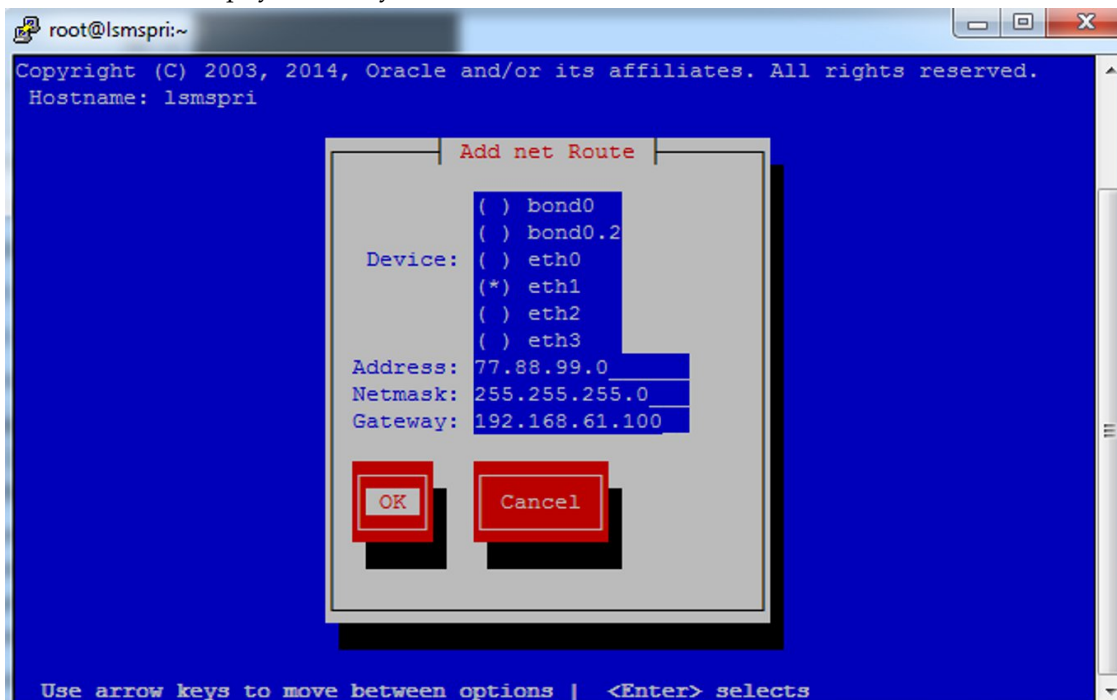 root@lsmspri:~
Copyright (C) 2003, 2014, Oracle and/or its affiliates. All rights reserved.
Hostname: lsmspri
Add net Route
( ) bond0
( ) bond0.2
Device: ( ) eth0
(*) eth1
( ) eth2
( ) eth3
Address: 77.88.99.0
Netmask: 255.255.255.0
Gateway: 192.168.61.100
OK Cancel
Use arrow keys to move between options | <Enter> selects